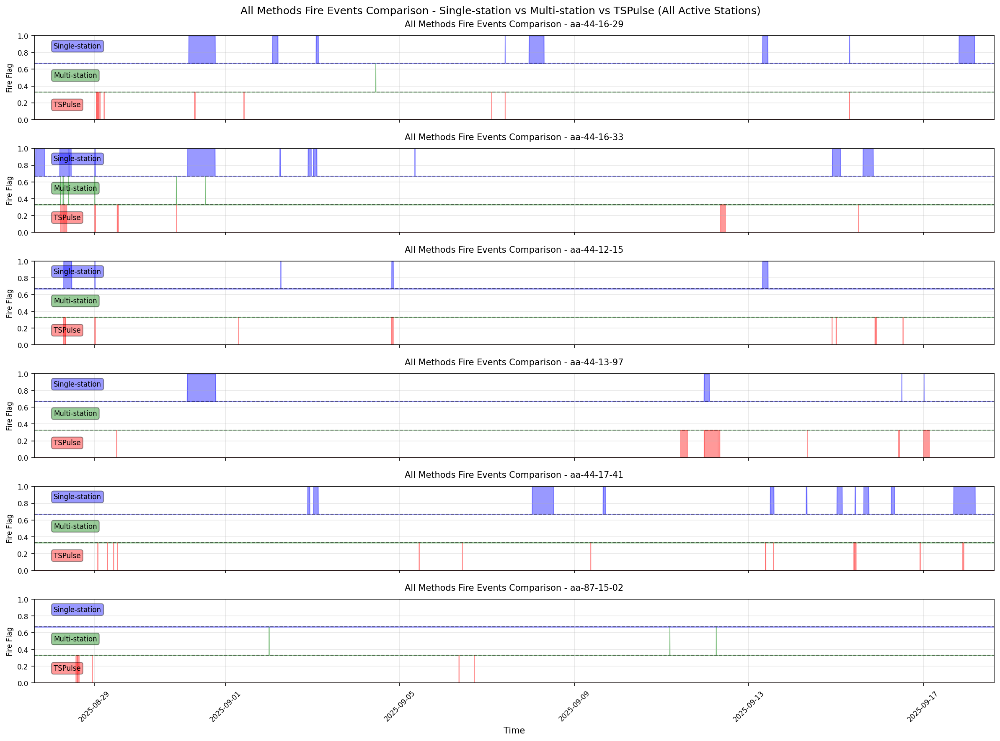 All Methods Fire Events Comparison - Single-station vs Multi-station vs TSPulse (All Active Stations)
All Methods Fire Events Comparison - aa-44-16-29
Fire Flag
1.0
0.8
0.6
0.4
0.2
0.0
Single-station
Multi-station
TSPulse
All Methods Fire Events Comparison - aa-44-16-33
Fire Flag
1.0
0.8
0.6
0.4
0.2
0.0
Single-station
Multi-station
TSPulse
All Methods Fire Events Comparison - aa-44-12-15
Fire Flag
1.0
0.8
0.6
0.4
0.2
0.0
Single-station
Multi-station
TSPulse
All Methods Fire Events Comparison - aa-44-13-97
Fire Flag
1.0
0.8
0.6
0.4
0.2
0.0
Single-station
Multi-station
TSPulse
All Methods Fire Events Comparison - aa-44-17-41
Fire Flag
1.0
0.8
0.6
0.4
0.2
0.0
Single-station
Multi-station
TSPulse
All Methods Fire Events Comparison - aa-87-15-02
Fire Flag
1.0
0.8
0.6
0.4
0.2
0.0
Single-station
Multi-station
TSPulse
2025-08-29
2025-09-01
2025-09-05
2025-09-09
2025-09-13
2025-09-17
Time